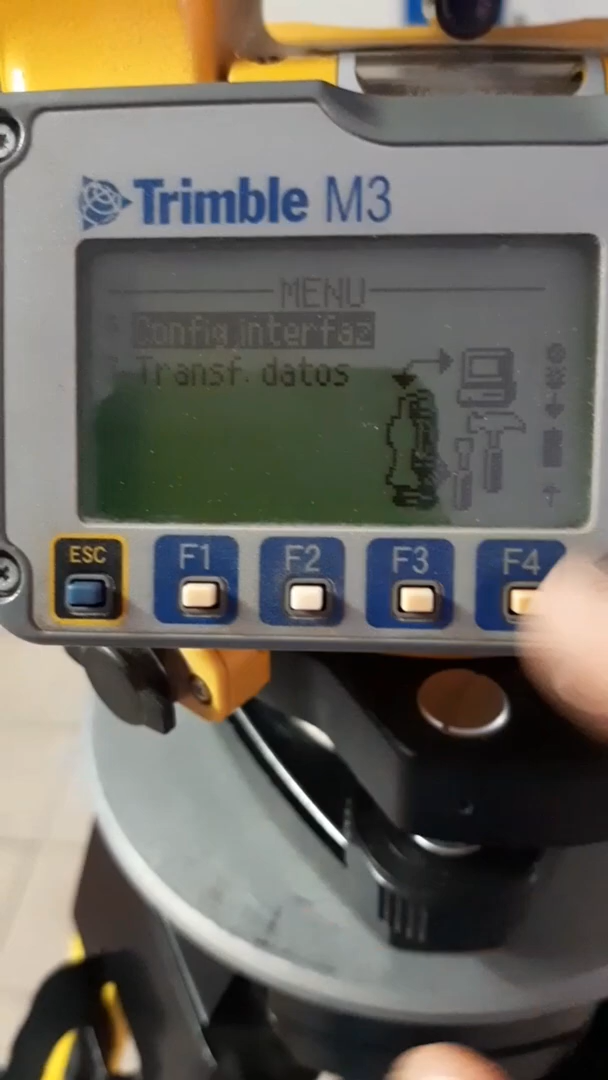 Trimble M3
MENU
Config.interfaz
Transf. datos
ESC
F1
F2
F3
F4